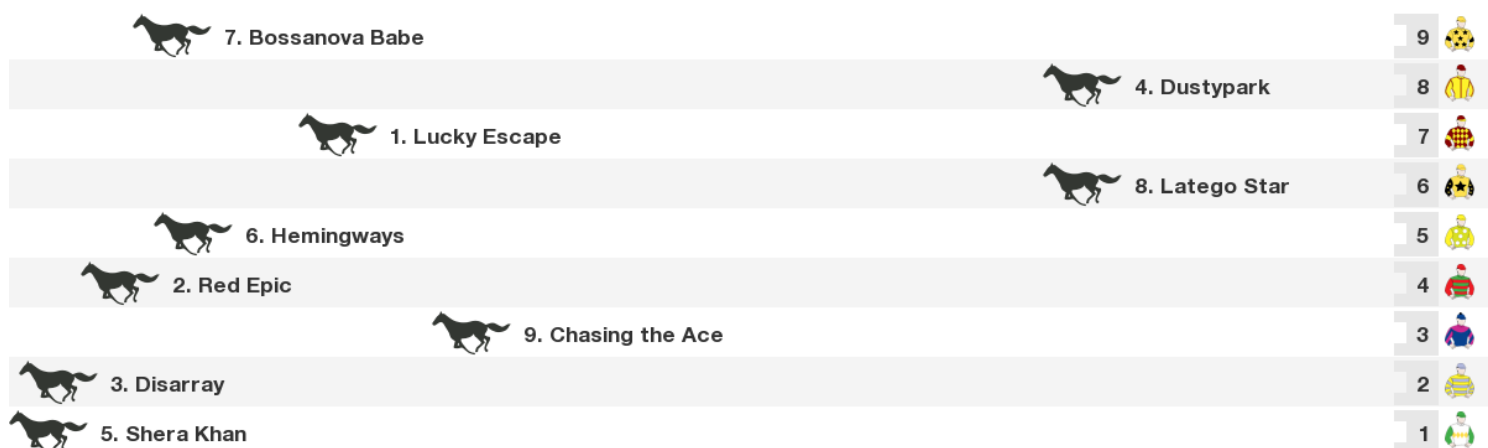 7. Bossanova Babe 9
4. Dustypark 8
1. Lucky Escape 7
8. Latego Star 6
6. Hemingways 5
2. Red Epic 4
9. Chasing the Ace 3
3. Disarray 2
5. Shera Khan 1